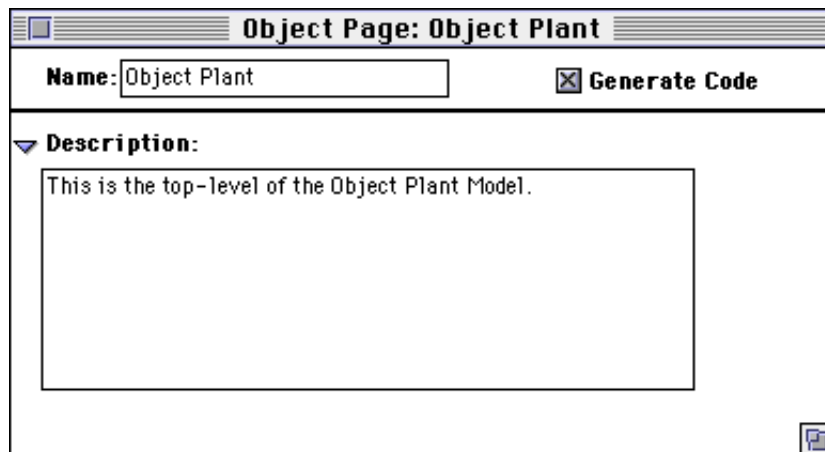 Object Page: Object Plant
Name: Object Plant
Generate Code
Description:
This is the top-level of the Object Plant Model.